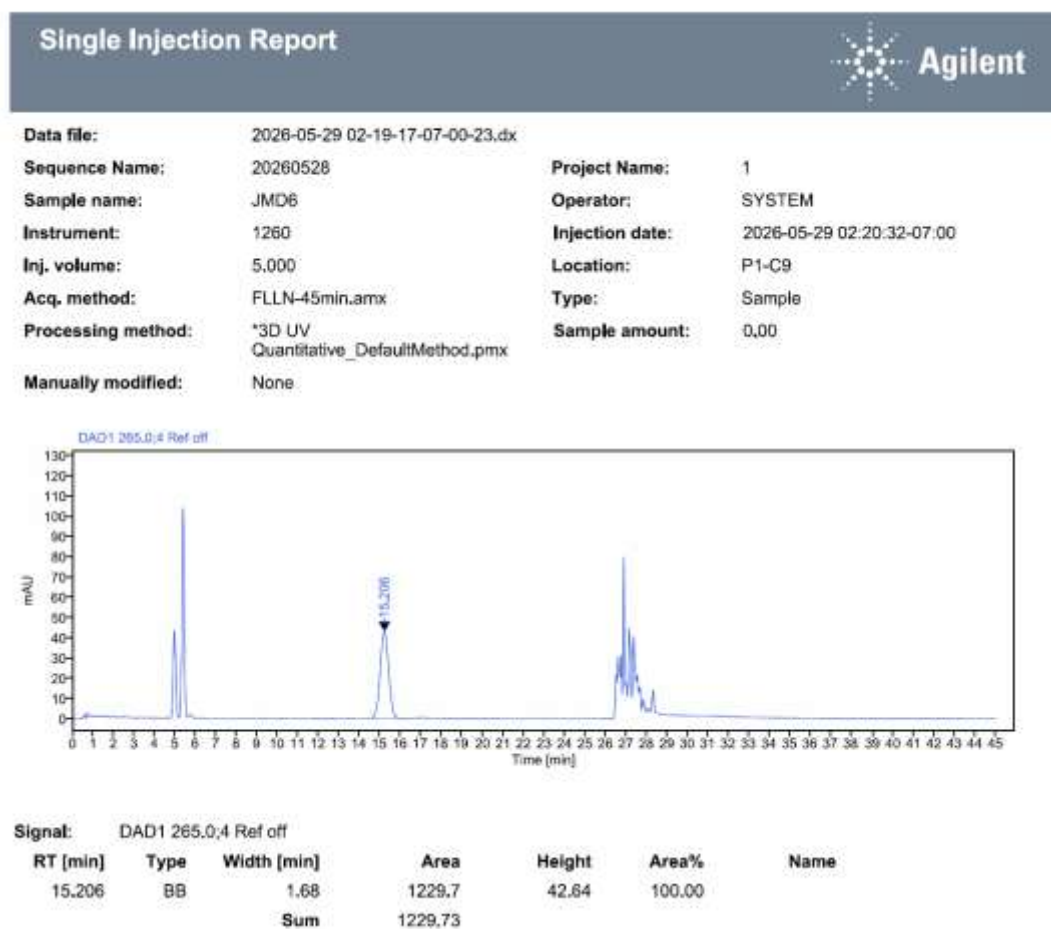 Single Injection Report
Agilent
Data file: 2026-05-29 02-19-17-07-00-23.dx
Sequence Name: 20260528 Project Name: 1
Sample name: JMD6 Operator: SYSTEM
Instrument: 1260 Injection date: 2026-05-29 02:20:32-07:00
Inj. volume: 5.000 Location: P1-C9
Acq. method: FLLN-45min.amx Type: Sample
Processing method: *3D UV Sample amount: 0.00
Quantitative_DefaultMethod.pmx
Manually modified: None
DAD1 265.0;4 Ref off
130
120
110
100
90
80
70
60
50
40
30
20
10
0
mAU
15.206
0 1 2 3 4 5 6 7 8 9 10 11 12 13 14 15 16 17 18 19 20 21 22 23 24 25 26 27 28 29 30 31 32 33 34 35 36 37 38 39 40 41 42 43 44 45
Time [min]
Signal: DAD1 265.0;4 Ref off
RT [min] Type Width [min] Area Height Area% Name
15.206 BB 1.68 1229.7 42.64 100.00
Sum 1229.73